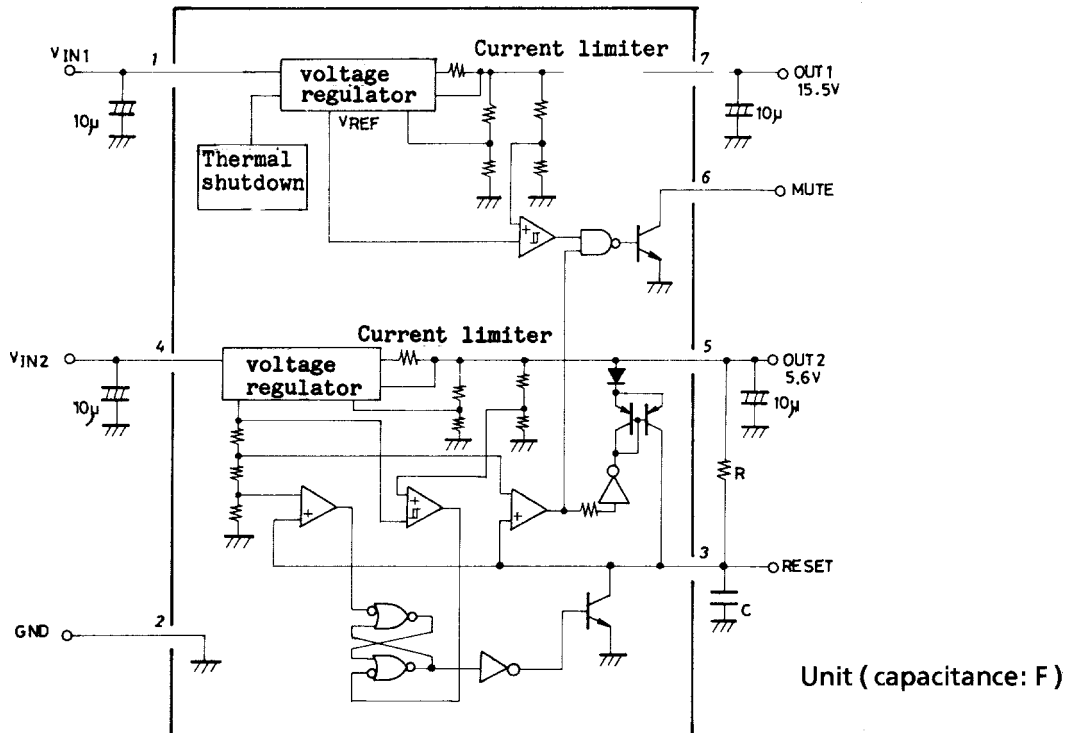 Current limiter
VIN1
1
7
OUT1
15.5V
voltage
regulator
10μ
10μ
VREF
Thermal
shutdown
6
MUTE
+
Current limiter
VIN2
4
5
OUT2
5.6V
voltage
regulator
10μ
10μ
R
+
+
+
3
RESET
C
GND
2
Unit ( capacitance: F )